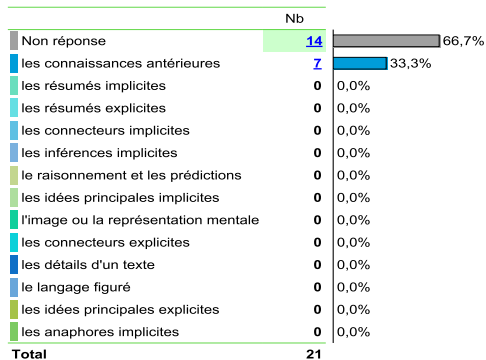 Nb
Non réponse 14 66,7%
les connaissances antérieures 7 33,3%
les résumés implicites 0 0,0%
les résumés explicites 0 0,0%
les connecteurs implicites 0 0,0%
les inférences implicites 0 0,0%
le raisonnement et les prédictions 0 0,0%
les idées principales implicites 0 0,0%
l'image ou la représentation mentale 0 0,0%
les connecteurs explicites 0 0,0%
les détails d'un texte 0 0,0%
le langage figuré 0 0,0%
les idées principales explicites 0 0,0%
les anaphores implicites 0 0,0%
Total 21